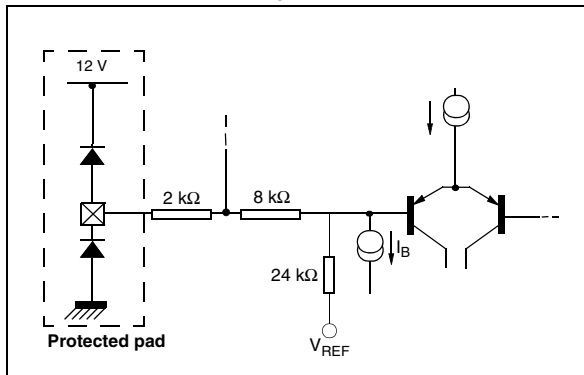 12 V
2 kΩ
8 kΩ
I_B
24 kΩ
Protected pad
V_REF